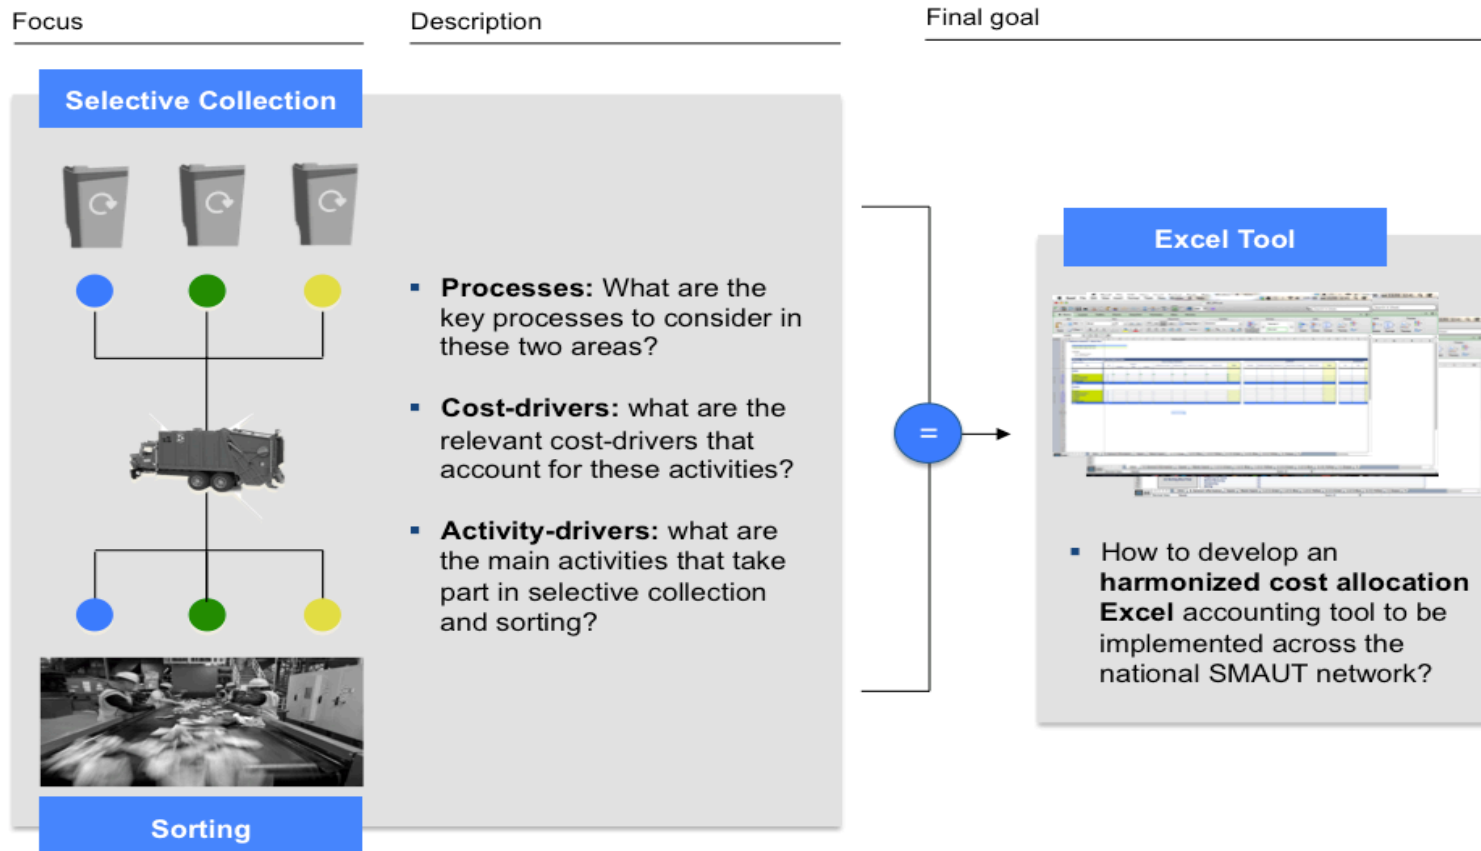 Focus
Description
Final goal
Selective Collection
▪ Processes: What are the
key processes to consider in
these two areas?
▪ Cost-drivers: what are the
relevant cost-drivers that
account for these activities?
▪ Activity-drivers: what are
the main activities that take
part in selective collection
and sorting?
Sorting
=
Excel Tool
▪ How to develop an
harmonized cost allocation
Excel accounting tool to be
implemented across the
national SMAUT network?